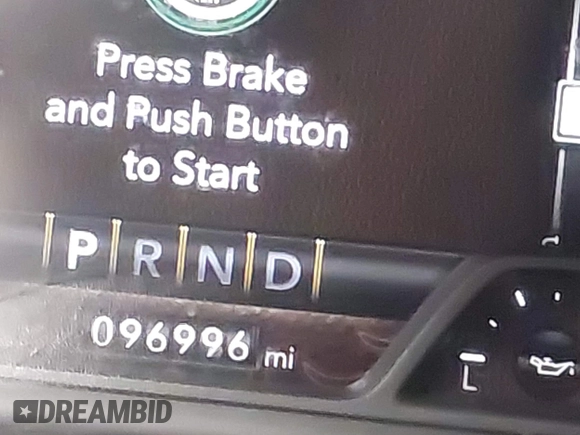 Press Brake
and Push Button
to Start
P R N D
096996 mi
L
DREAMBID